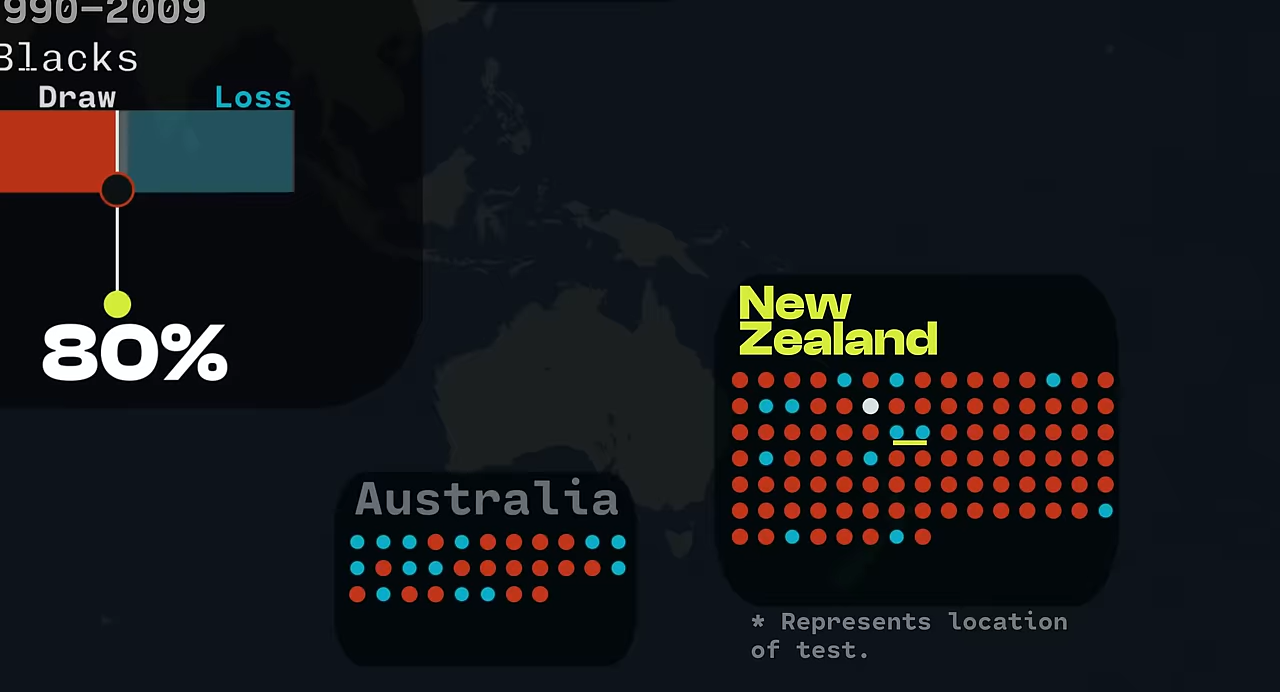 990–2009
Blacks
Draw Loss
80%
New
Zealand
Australia
* Represents location
of test.